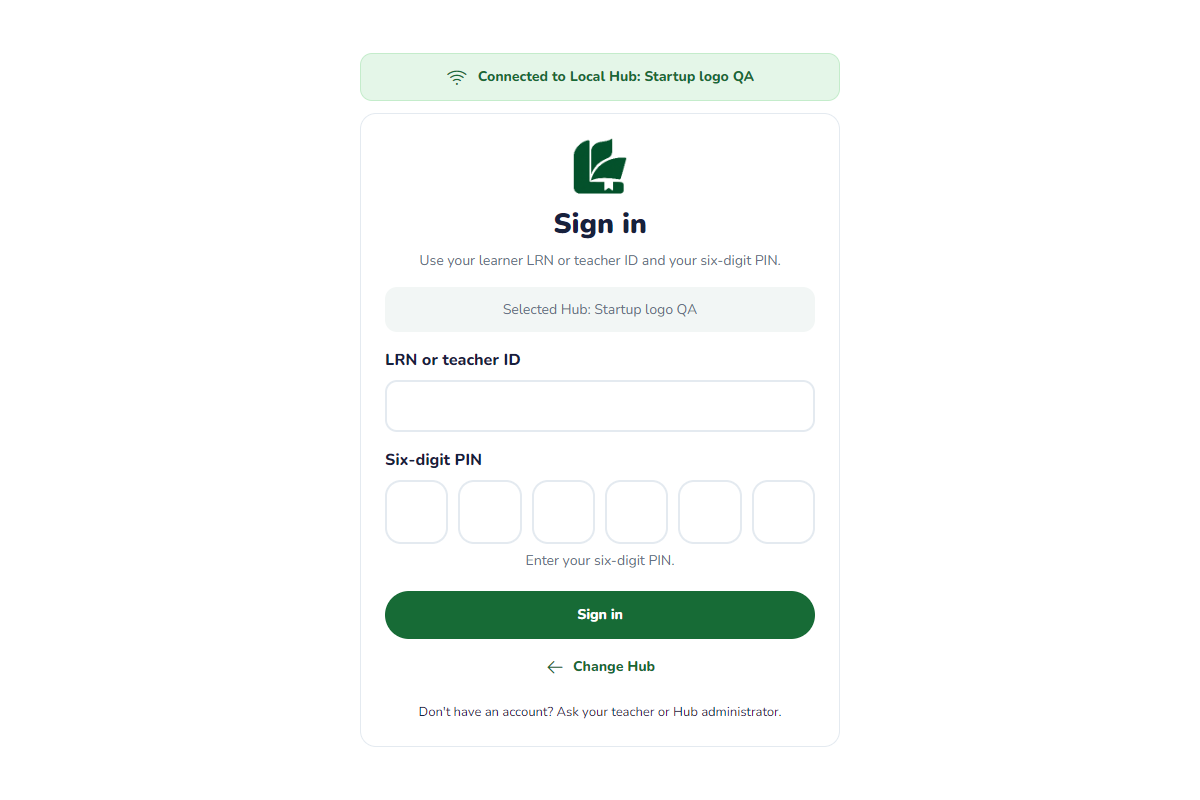 Connected to Local Hub: Startup logo QA
Sign in
Use your learner LRN or teacher ID and your six-digit PIN.
Selected Hub: Startup logo QA
LRN or teacher ID
Six-digit PIN
Enter your six-digit PIN.
Sign in
Change Hub
Don't have an account? Ask your teacher or Hub administrator.